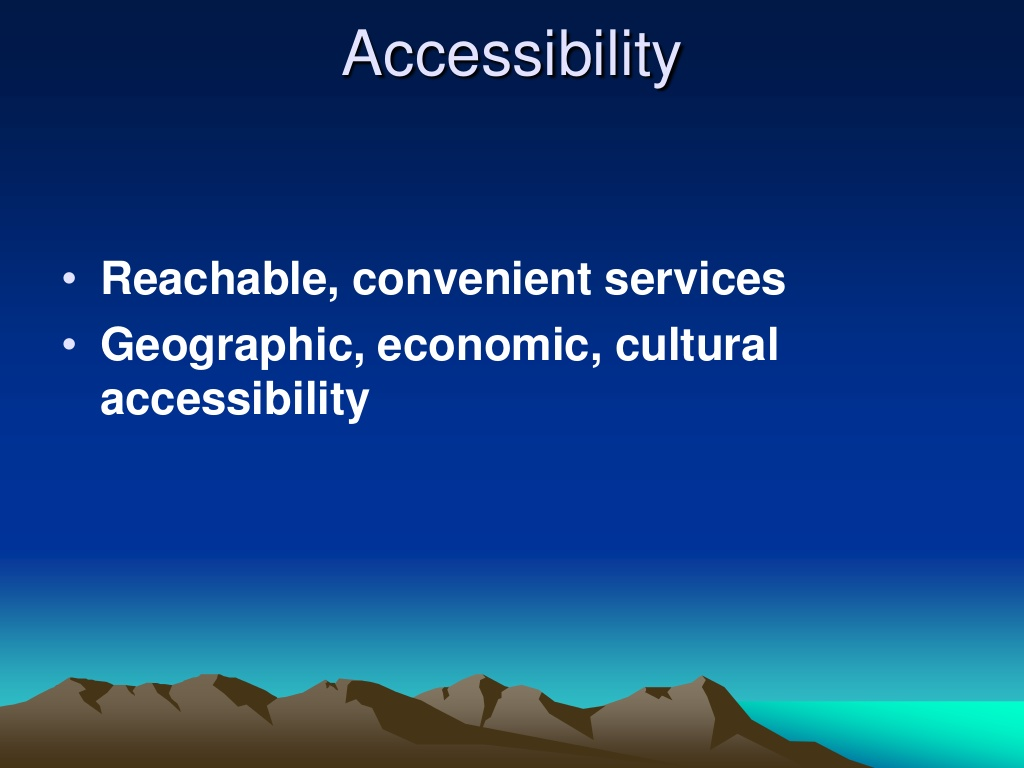 Accessibility
• Reachable, convenient services
• Geographic, economic, cultural
accessibility